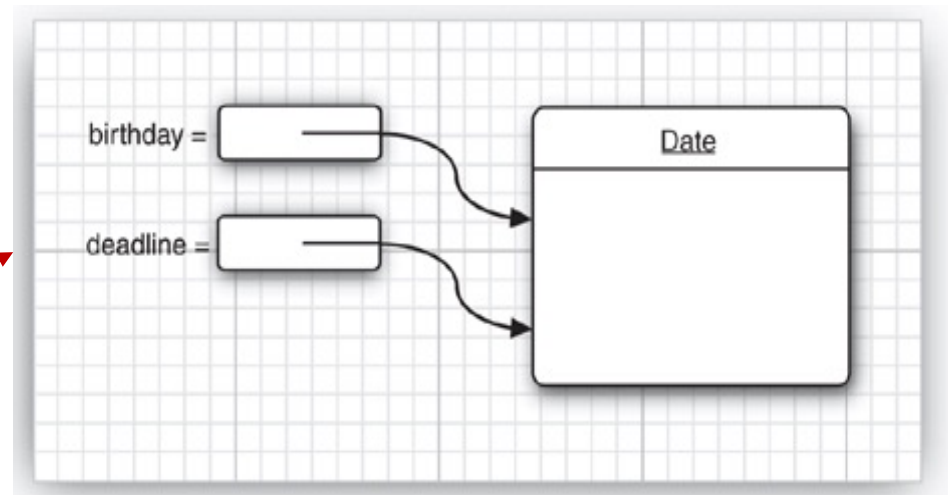 birthday =
Date
deadline =